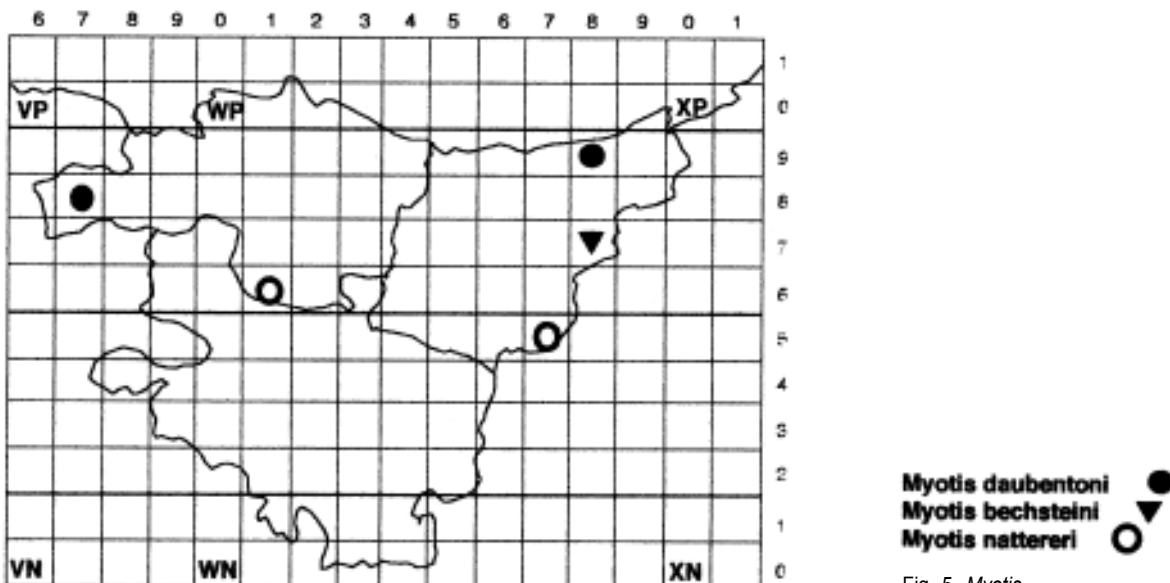 6 7 8 9 0 1 2 3 4 5 6 7 8 9 0 1
1
VP WP XP 0
9
8
7
6
5
4
3
2
1
VN WN XN 0
Myotis daubentoni
Myotis bechsteini
Myotis nattereri
Fig. 5. Myotis